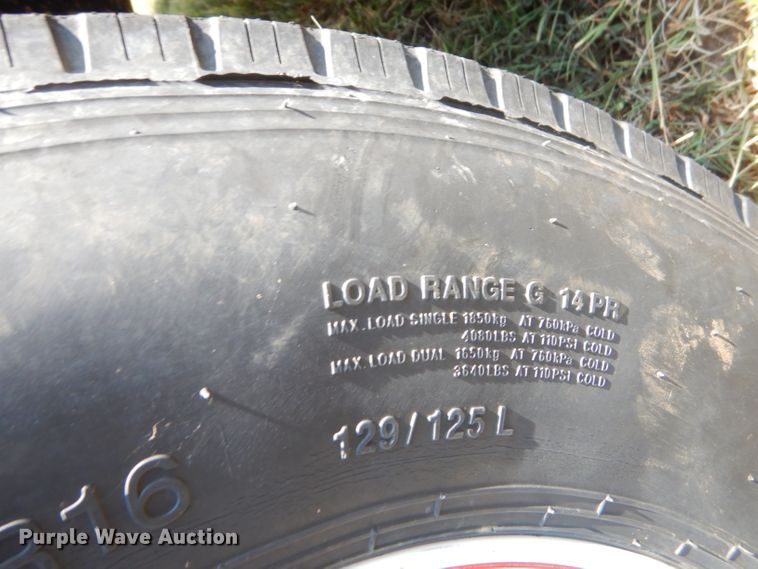 LOAD RANGE G 14PR
MAX.LOAD SINGLE 1850kg AT 760kPa COLD
4080LBS AT 110PSI COLD
MAX.LOAD DUAL 1650kg AT 760kPa COLD
3640LBS AT 110PSI COLD
129/125 L
R16
Purple Wave Auction